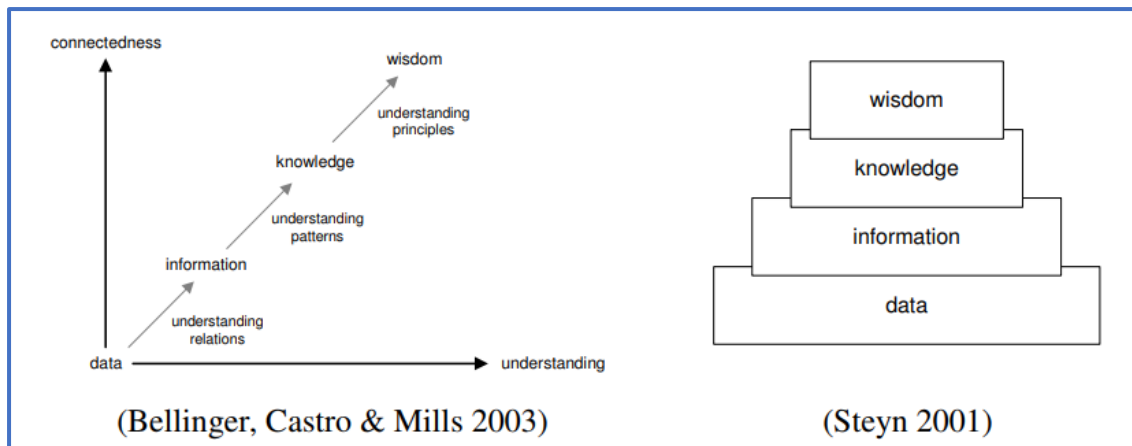 connectedness
wisdom
understanding
principles
knowledge
understanding
patterns
information
understanding
relations
data
understanding
(Bellinger, Castro & Mills 2003)
wisdom
knowledge
information
data
(Steyn 2001)